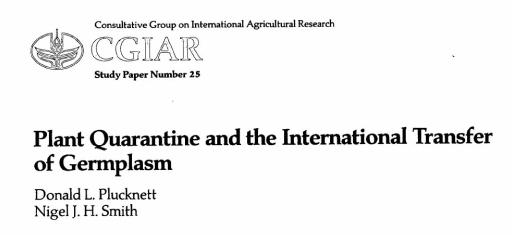 Consultative Group on International Agricultural Research
CGIAR
Study Paper Number 25
Plant Quarantine and the International Transfer
of Germplasm
Donald L. Plucknett
Nigel J. H. Smith